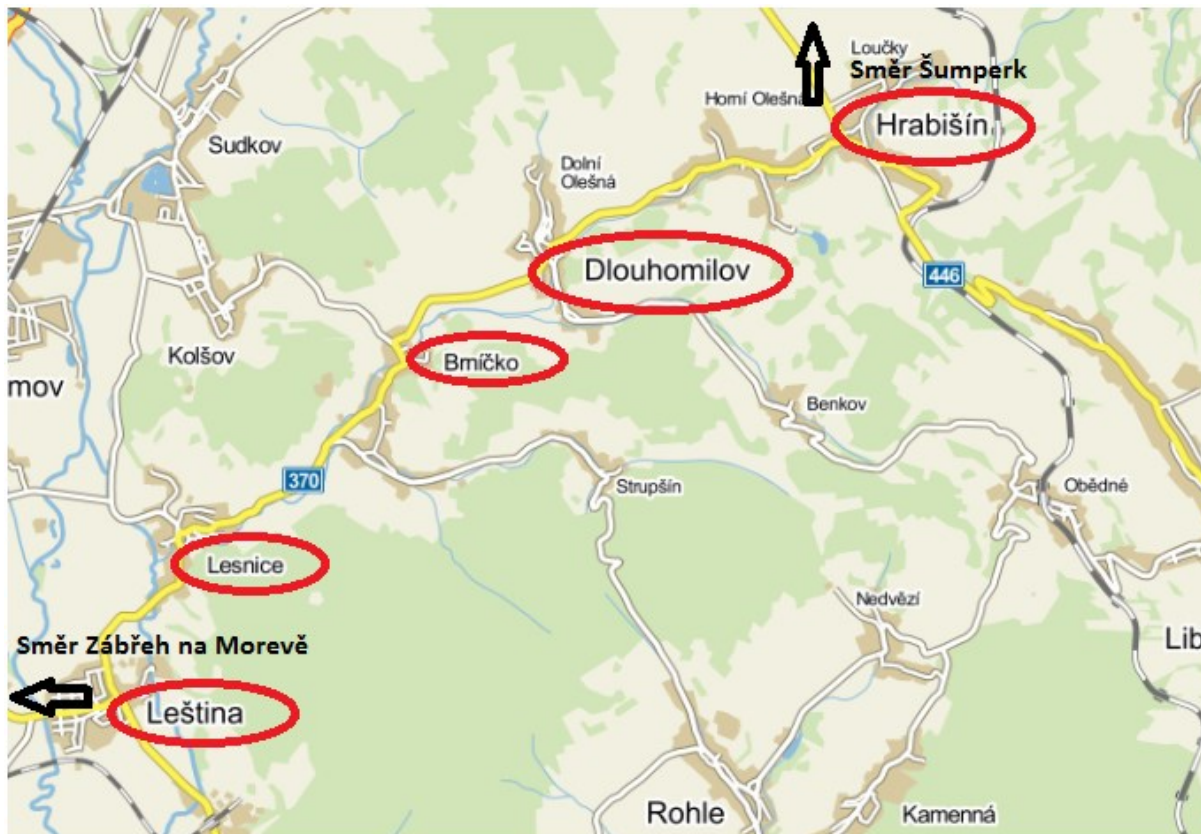 Loučky
Směr Šumperk
Horní Olešná
Hrabišín
Sudkov
Dolní
Olešná
Dlouhomilov
446
Kolšov
Brníčko
mov
Benkov
370
Strupšín
Obědné
Lesnice
Nedvězí
Směr Zábřeh na Morevě
Lib
Leština
Rohle
Kamenná